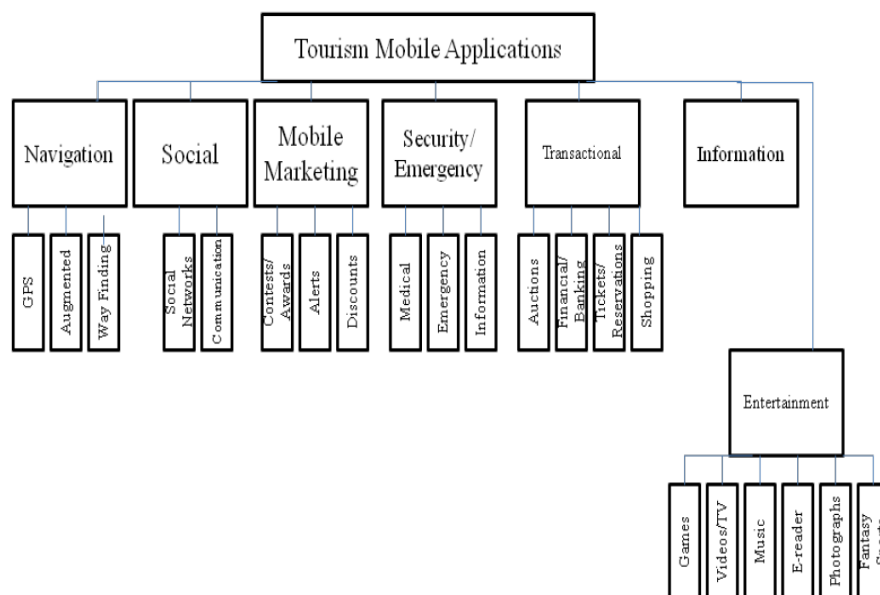 Tourism Mobile Applications
Navigation
Social
Mobile
Marketing
Security/
Emergency
Transactional
Information
GPS
Augmented
Way Finding
Social
Networks
Communication
Contests/
Awards
Alerts
Discounts
Medical
Emergency
Information
Auctions
Financial/
Banking
Tickets/
Reservations
Shopping
Entertainment
Games
Videos/TV
Music
E-reader
Photographs
Fantasy
Sports